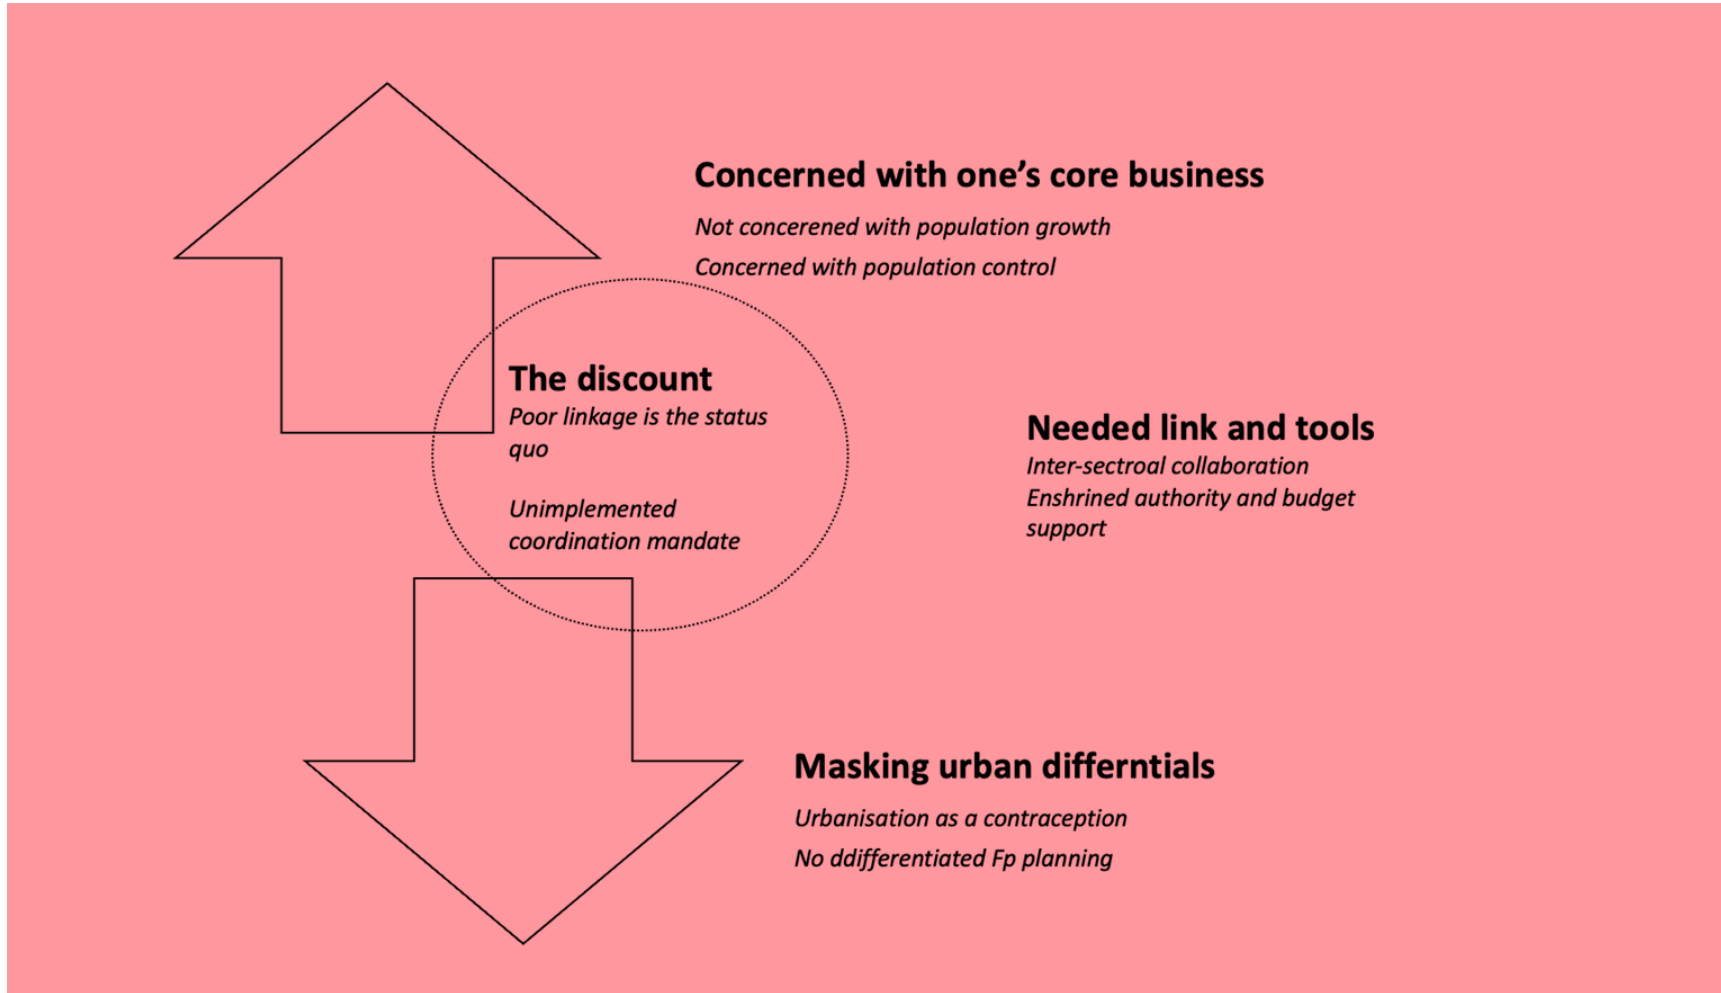 Concerned with one’s core business
Not concerened with population growth
Concerned with population control
The discount
Poor linkage is the status
quo
Unimplemented
coordination mandate
Needed link and tools
Inter-sectroal collaboration
Enshrined authority and budget
support
Masking urban differntials
Urbanisation as a contraception
No ddifferentiated Fp planning